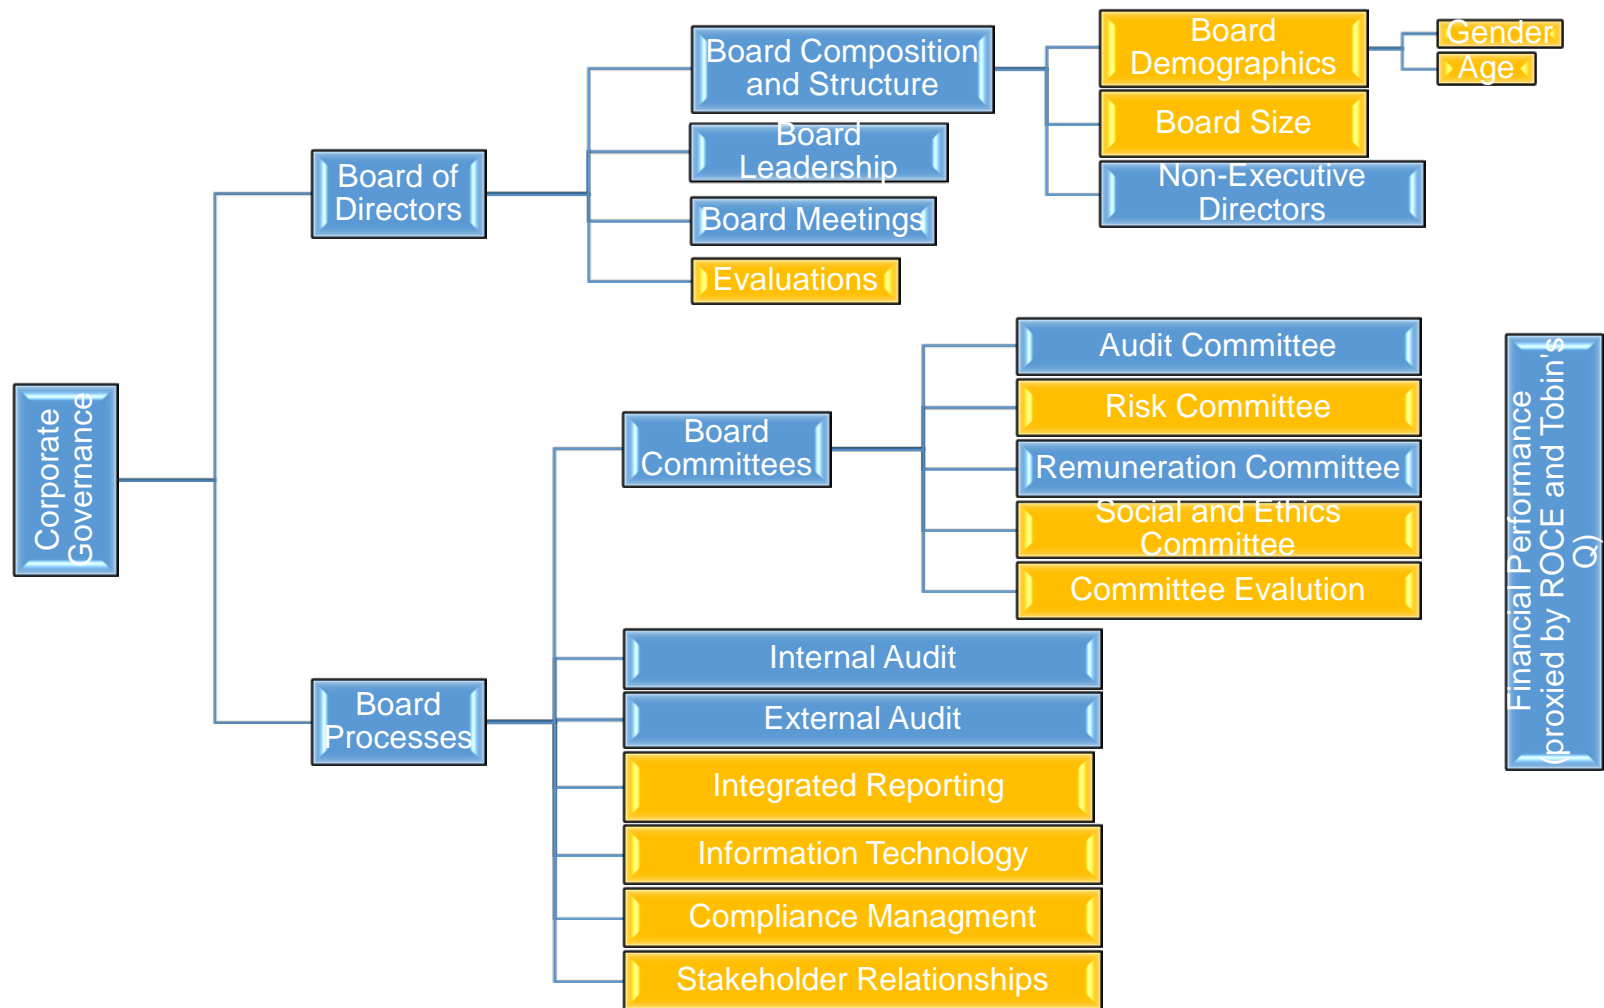 Board
Demographics
Gender
Age
Board Composition
and Structure
Board Size
Board
Leadership
Non-Executive
Directors
Board of
Directors
Board Meetings
Evaluations
Corporate
Governance
Board
Committees
Audit Committee
Risk Committee
Remuneration Committee
Social and Ethics
Committee
Committee Evalution
Board
Processes
Internal Audit
External Audit
Integrated Reporting
Information Technology
Compliance Managment
Stakeholder Relationships
Financial Performance
(proxied by ROCE and Tobin's
Q)